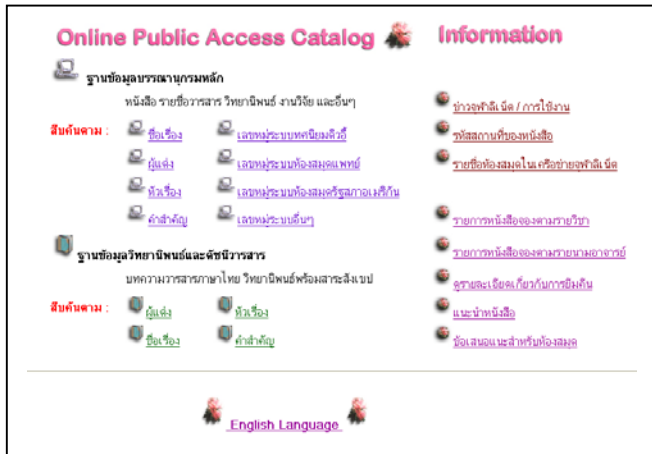 Online Public Access Catalog
ฐานข้อมูลบรรณานุกรมหลัก
หนังสือ รายชื่อวารสาร วิทยานิพนธ์ งานวิจัย และอื่นๆ
สืบค้นตาม :
ชื่อเรื่อง
เลขหมู่ระบบทศนิยมดิวอี้
ผู้แต่ง
เลขหมู่ระบบห้องสมุดแพทย์
หัวเรื่อง
เลขหมู่ระบบห้องสมุดรัฐสภาอเมริกัน
คำสำคัญ
เลขหมู่ระบบอื่นๆ
ฐานข้อมูลวิทยานิพนธ์และดัชนีวารสาร
บทความวารสารภาษาไทย วิทยานิพนธ์พร้อมสาระสังเขป
สืบค้นตาม :
ผู้แต่ง
หัวเรื่อง
ชื่อเรื่อง
คำสำคัญ
Information
ข่าวจุฬาลิเน็ต / การใช้งาน
รหัสสถานที่ของหนังสือ
รายชื่อห้องสมุดในเครือข่ายจุฬาลิเน็ต
รายการหนังสือจองตามรายวิชา
รายการหนังสือจองตามรายนามอาจารย์
ดูรายละเอียดเกี่ยวกับการยืมคืน
แนะนำหนังสือ
ข้อเสนอแนะสำหรับห้องสมุด
English Language